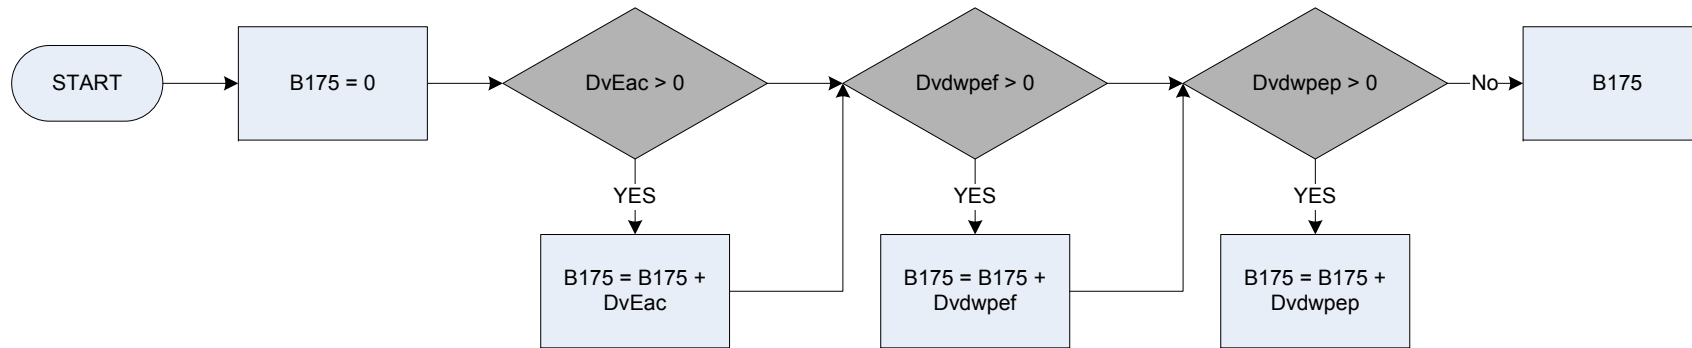 START
B175 = 0
DvEac > 0
Dvdwpef > 0
Dvdwpep > 0
No
B175
YES
YES
YES
B175 = B175 +
DvEac
B175 = B175 +
Dvdwpef
B175 = B175 +
Dvdwpep